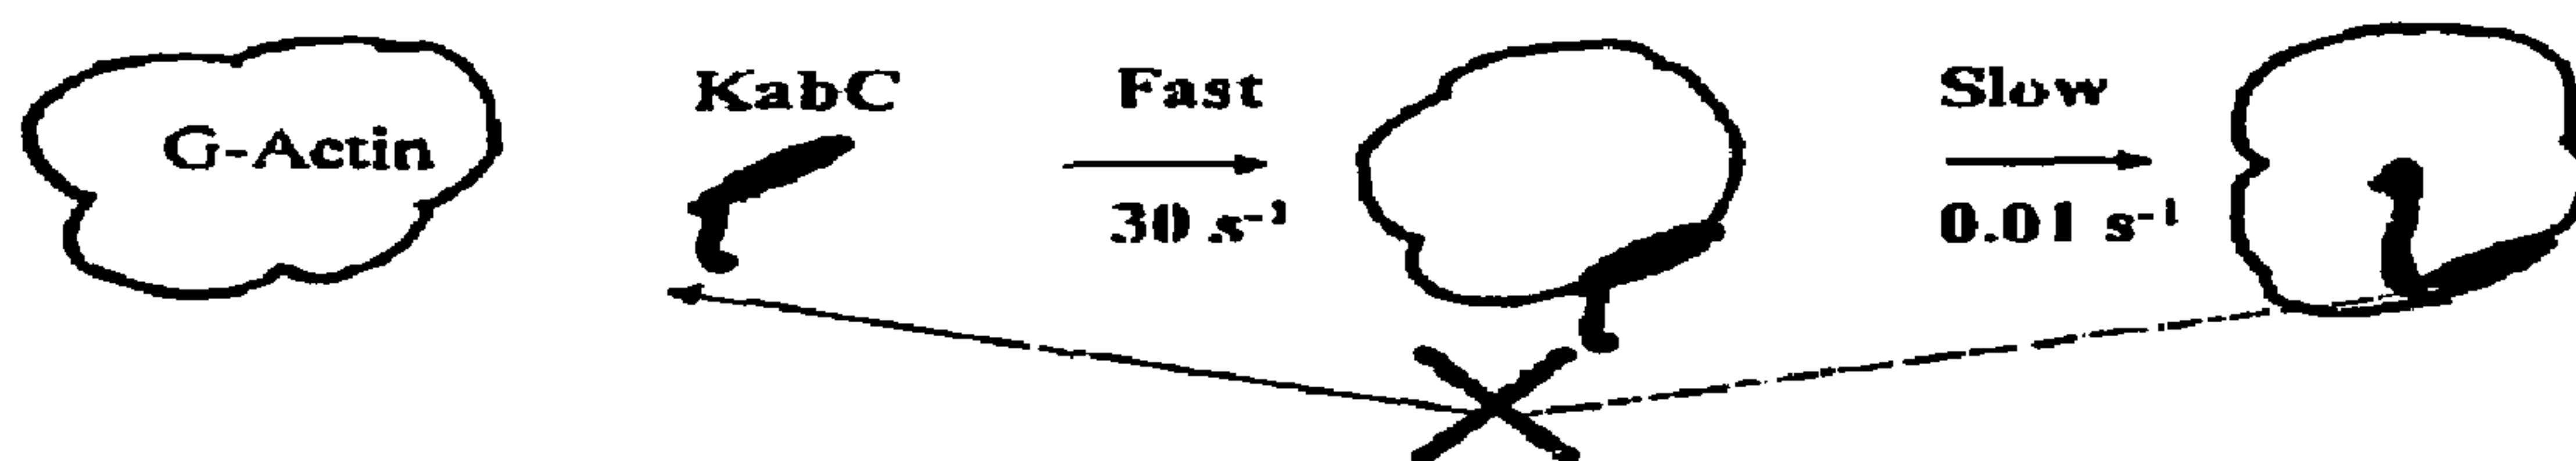 G-Actin
KabC
Fast
30 s⁻¹
Slow
0.01 s⁻¹